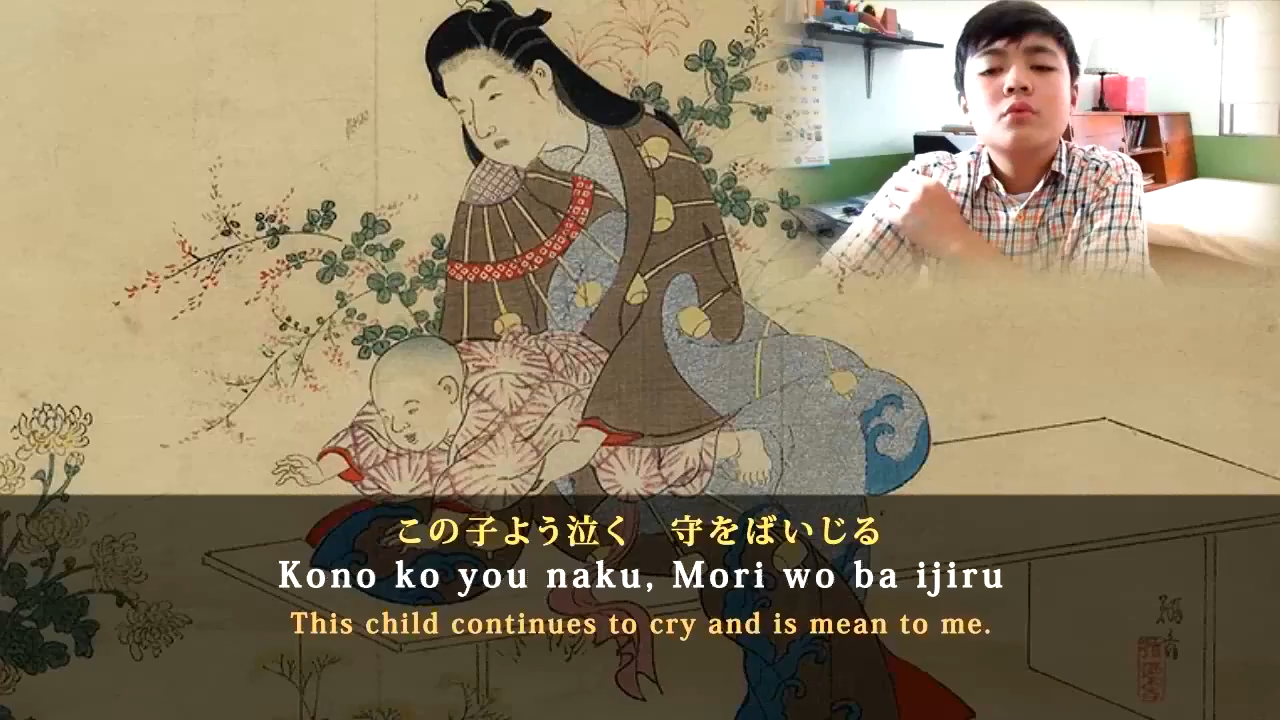 この子よう泣く　守をばいじる
Kono ko you naku, Mori wo ba ijiru
This child continues to cry and is mean to me.